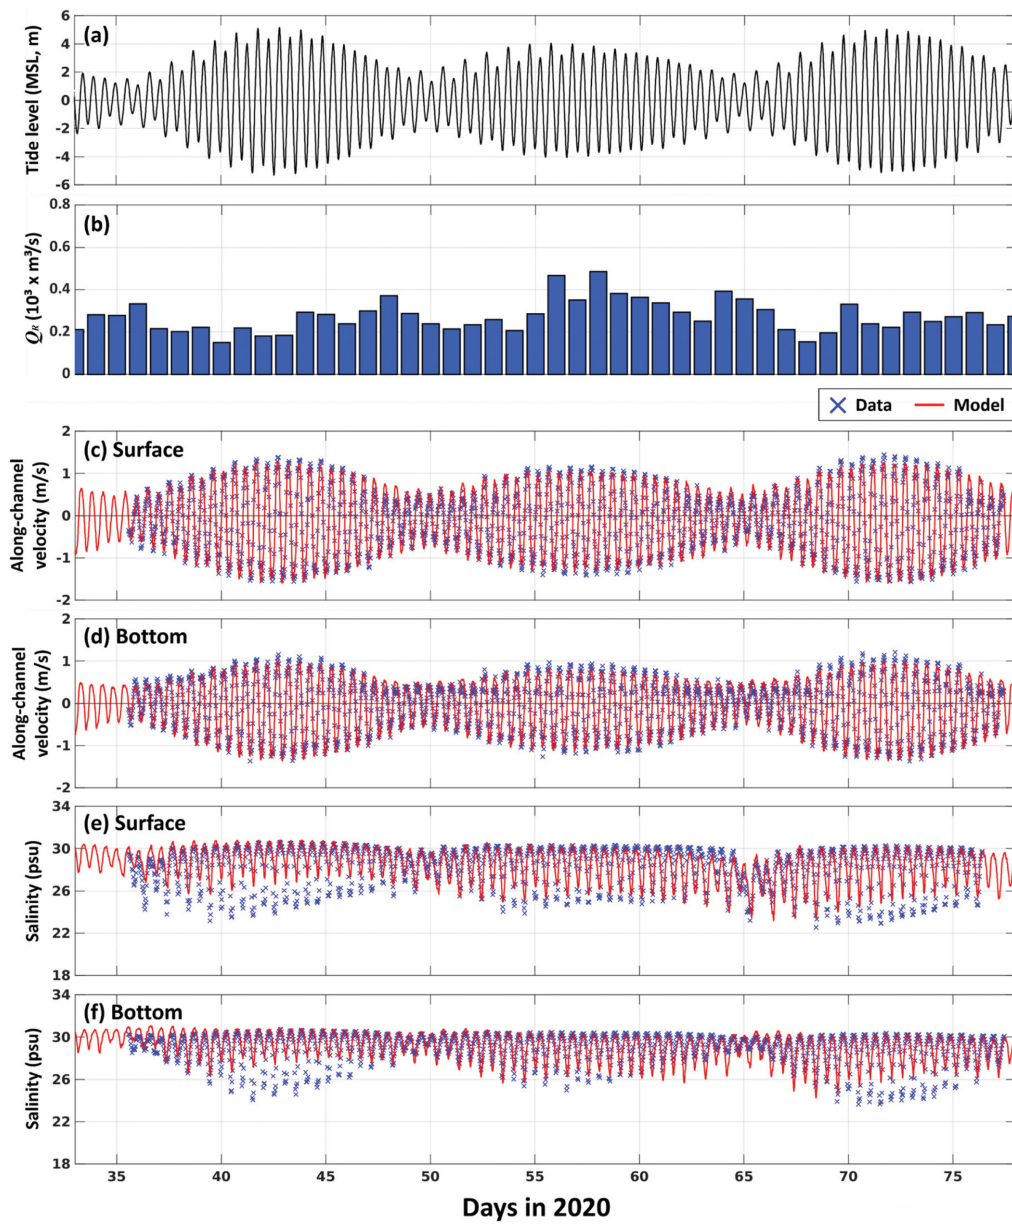 (a)
Tide level (MSL, m)
6
4
2
0
-2
-4
-6
(b)
QR (10³ x m³/s)
0.8
0.6
0.4
0.2
0
Data
Model
(c) Surface
Along-channel
velocity (m/s)
2
1
0
-1
-2
(d) Bottom
Along-channel
velocity (m/s)
2
1
0
-1
-2
(e) Surface
Salinity (psu)
34
30
26
22
18
(f) Bottom
Salinity (psu)
34
30
26
22
18
35 40 45 50 55 60 65 70 75
Days in 2020